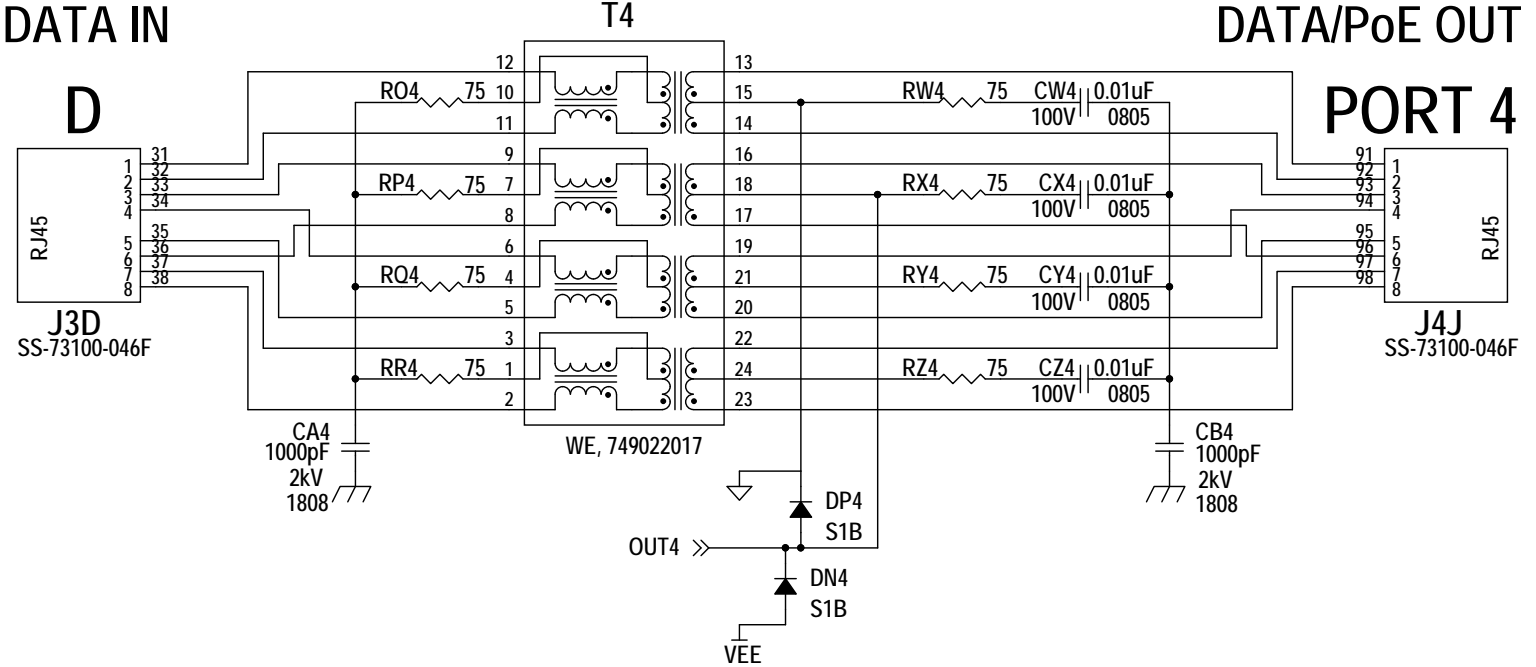 DATA IN
T4
DATA/PoE OUT
D
PORT 4
12
13
RO4 75 10
15 RW4 75 CW4 0.01uF
100V 0805
11
14
1 31
2 32
3 33
4 34
5 35
6 36
7 37
8 38
RJ45
J3D
SS-73100-046F
9
16
RP4 75 7
18 RX4 75 CX4 0.01uF
100V 0805
8
17
6
19
RQ4 75 4
21 RY4 75 CY4 0.01uF
100V 0805
5
20
3
22
RR4 75 1
24 RZ4 75 CZ4 0.01uF
100V 0805
2
23
91 1
92 2
93 3
94 4
95 5
96 6
97 7
98 8
RJ45
J4J
SS-73100-046F
CA4
1000pF
2kV
1808
WE, 749022017
CB4
1000pF
2kV
1808
DP4
S1B
OUT4
DN4
S1B
VEE